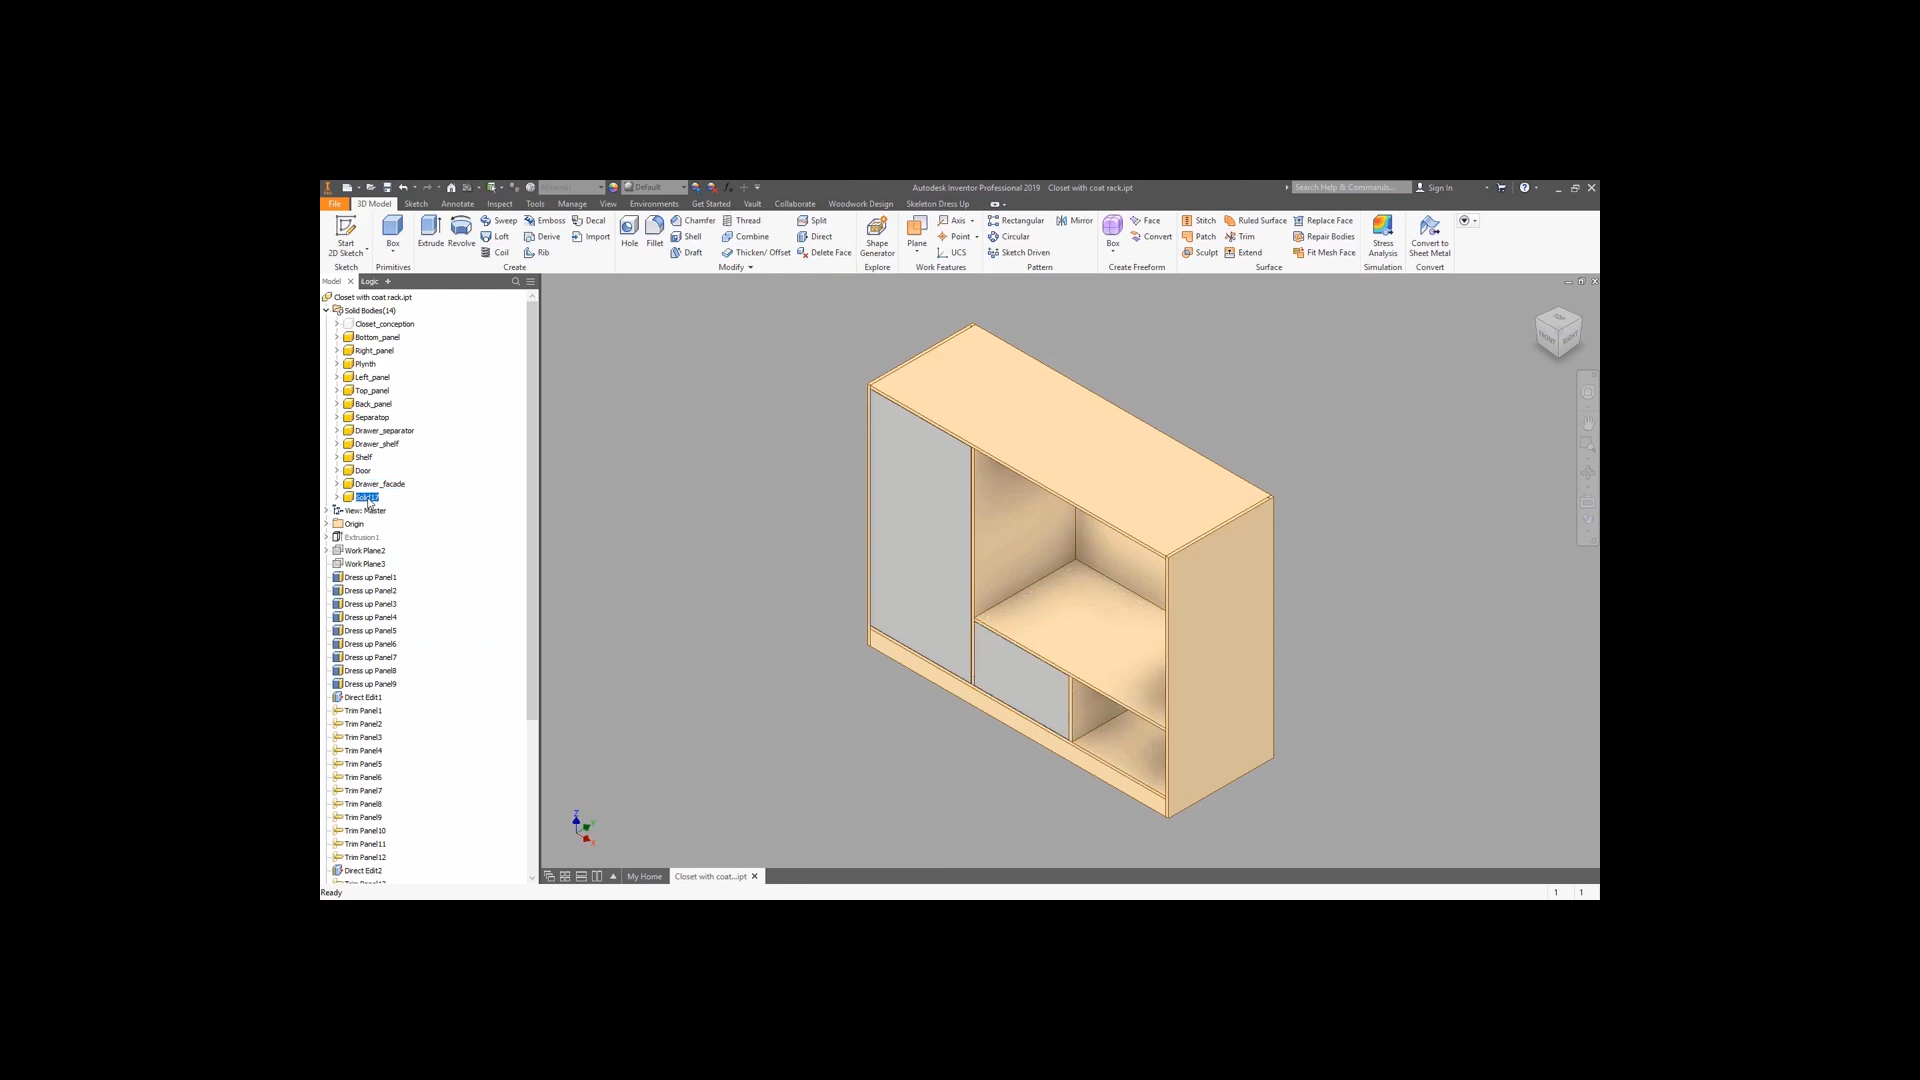 Default
Autodesk Inventor Professional 2019 Closet with coat rack.ipt
Search Help & Commands...
Sign In
File 3D Model Sketch Annotate Inspect Tools Manage View Environments Get Started Vault Collaborate Woodwork Design Skeleton Dress Up
Start 2D Sketch
Sketch
Box
Primitives
Extrude Revolve Sweep Emboss Decal
Loft Derive Import
Coil Rib
Create
Hole Fillet Chamfer Thread Split
Shell Combine Direct
Draft Thicken/ Offset Delete Face
Modify
Shape Generator
Explore
Plane Axis
Point
UCS
Work Features
Rectangular Mirror
Circular
Sketch Driven
Pattern
Box Face
Convert
Create Freeform
Stitch Ruled Surface Replace Face
Patch Trim Repair Bodies
Sculpt Extend Fit Mesh Face
Surface
Stress Analysis
Simulation
Convert to Sheet Metal
Convert
Model iLogic
Closet with coat rack.ipt
Solid Bodies(14)
Closet_conception
Bottom_panel
Right_panel
Plynth
Left_panel
Top_panel
Back_panel
Separatop
Drawer_separator
Drawer_shelf
Shelf
Door
Drawer_facade
Solid17
View: Master
Origin
Extrusion1
Work Plane2
Work Plane3
Dress up Panel1
Dress up Panel2
Dress up Panel3
Dress up Panel4
Dress up Panel5
Dress up Panel6
Dress up Panel7
Dress up Panel8
Dress up Panel9
Direct Edit1
Trim Panel1
Trim Panel2
Trim Panel3
Trim Panel4
Trim Panel5
Trim Panel6
Trim Panel7
Trim Panel8
Trim Panel9
Trim Panel10
Trim Panel11
Trim Panel12
Direct Edit2
TOP
FRONT
RIGHT
Z
X
My Home
Closet with coat...ipt
Ready
1 1